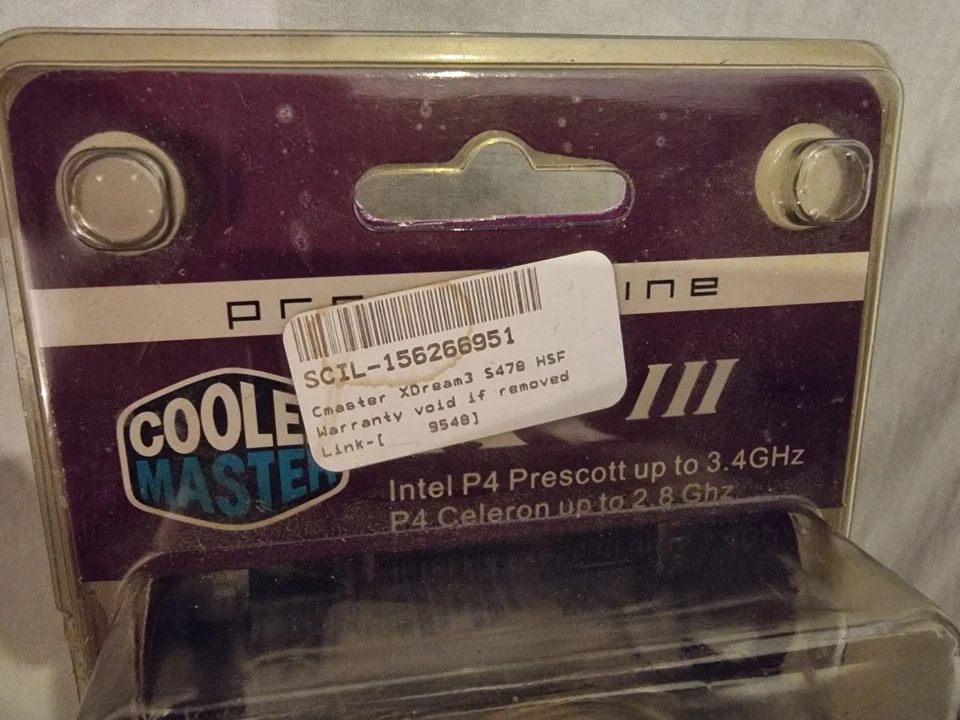 SCIL-156266951
Cmaster XDream3 S478 HSF
Warranty void if removed
Link-[ 9548]
COOLE
MASTER
III
Intel P4 Prescott up to 3.4GHz
P4 Celeron up to 2.8 Ghz